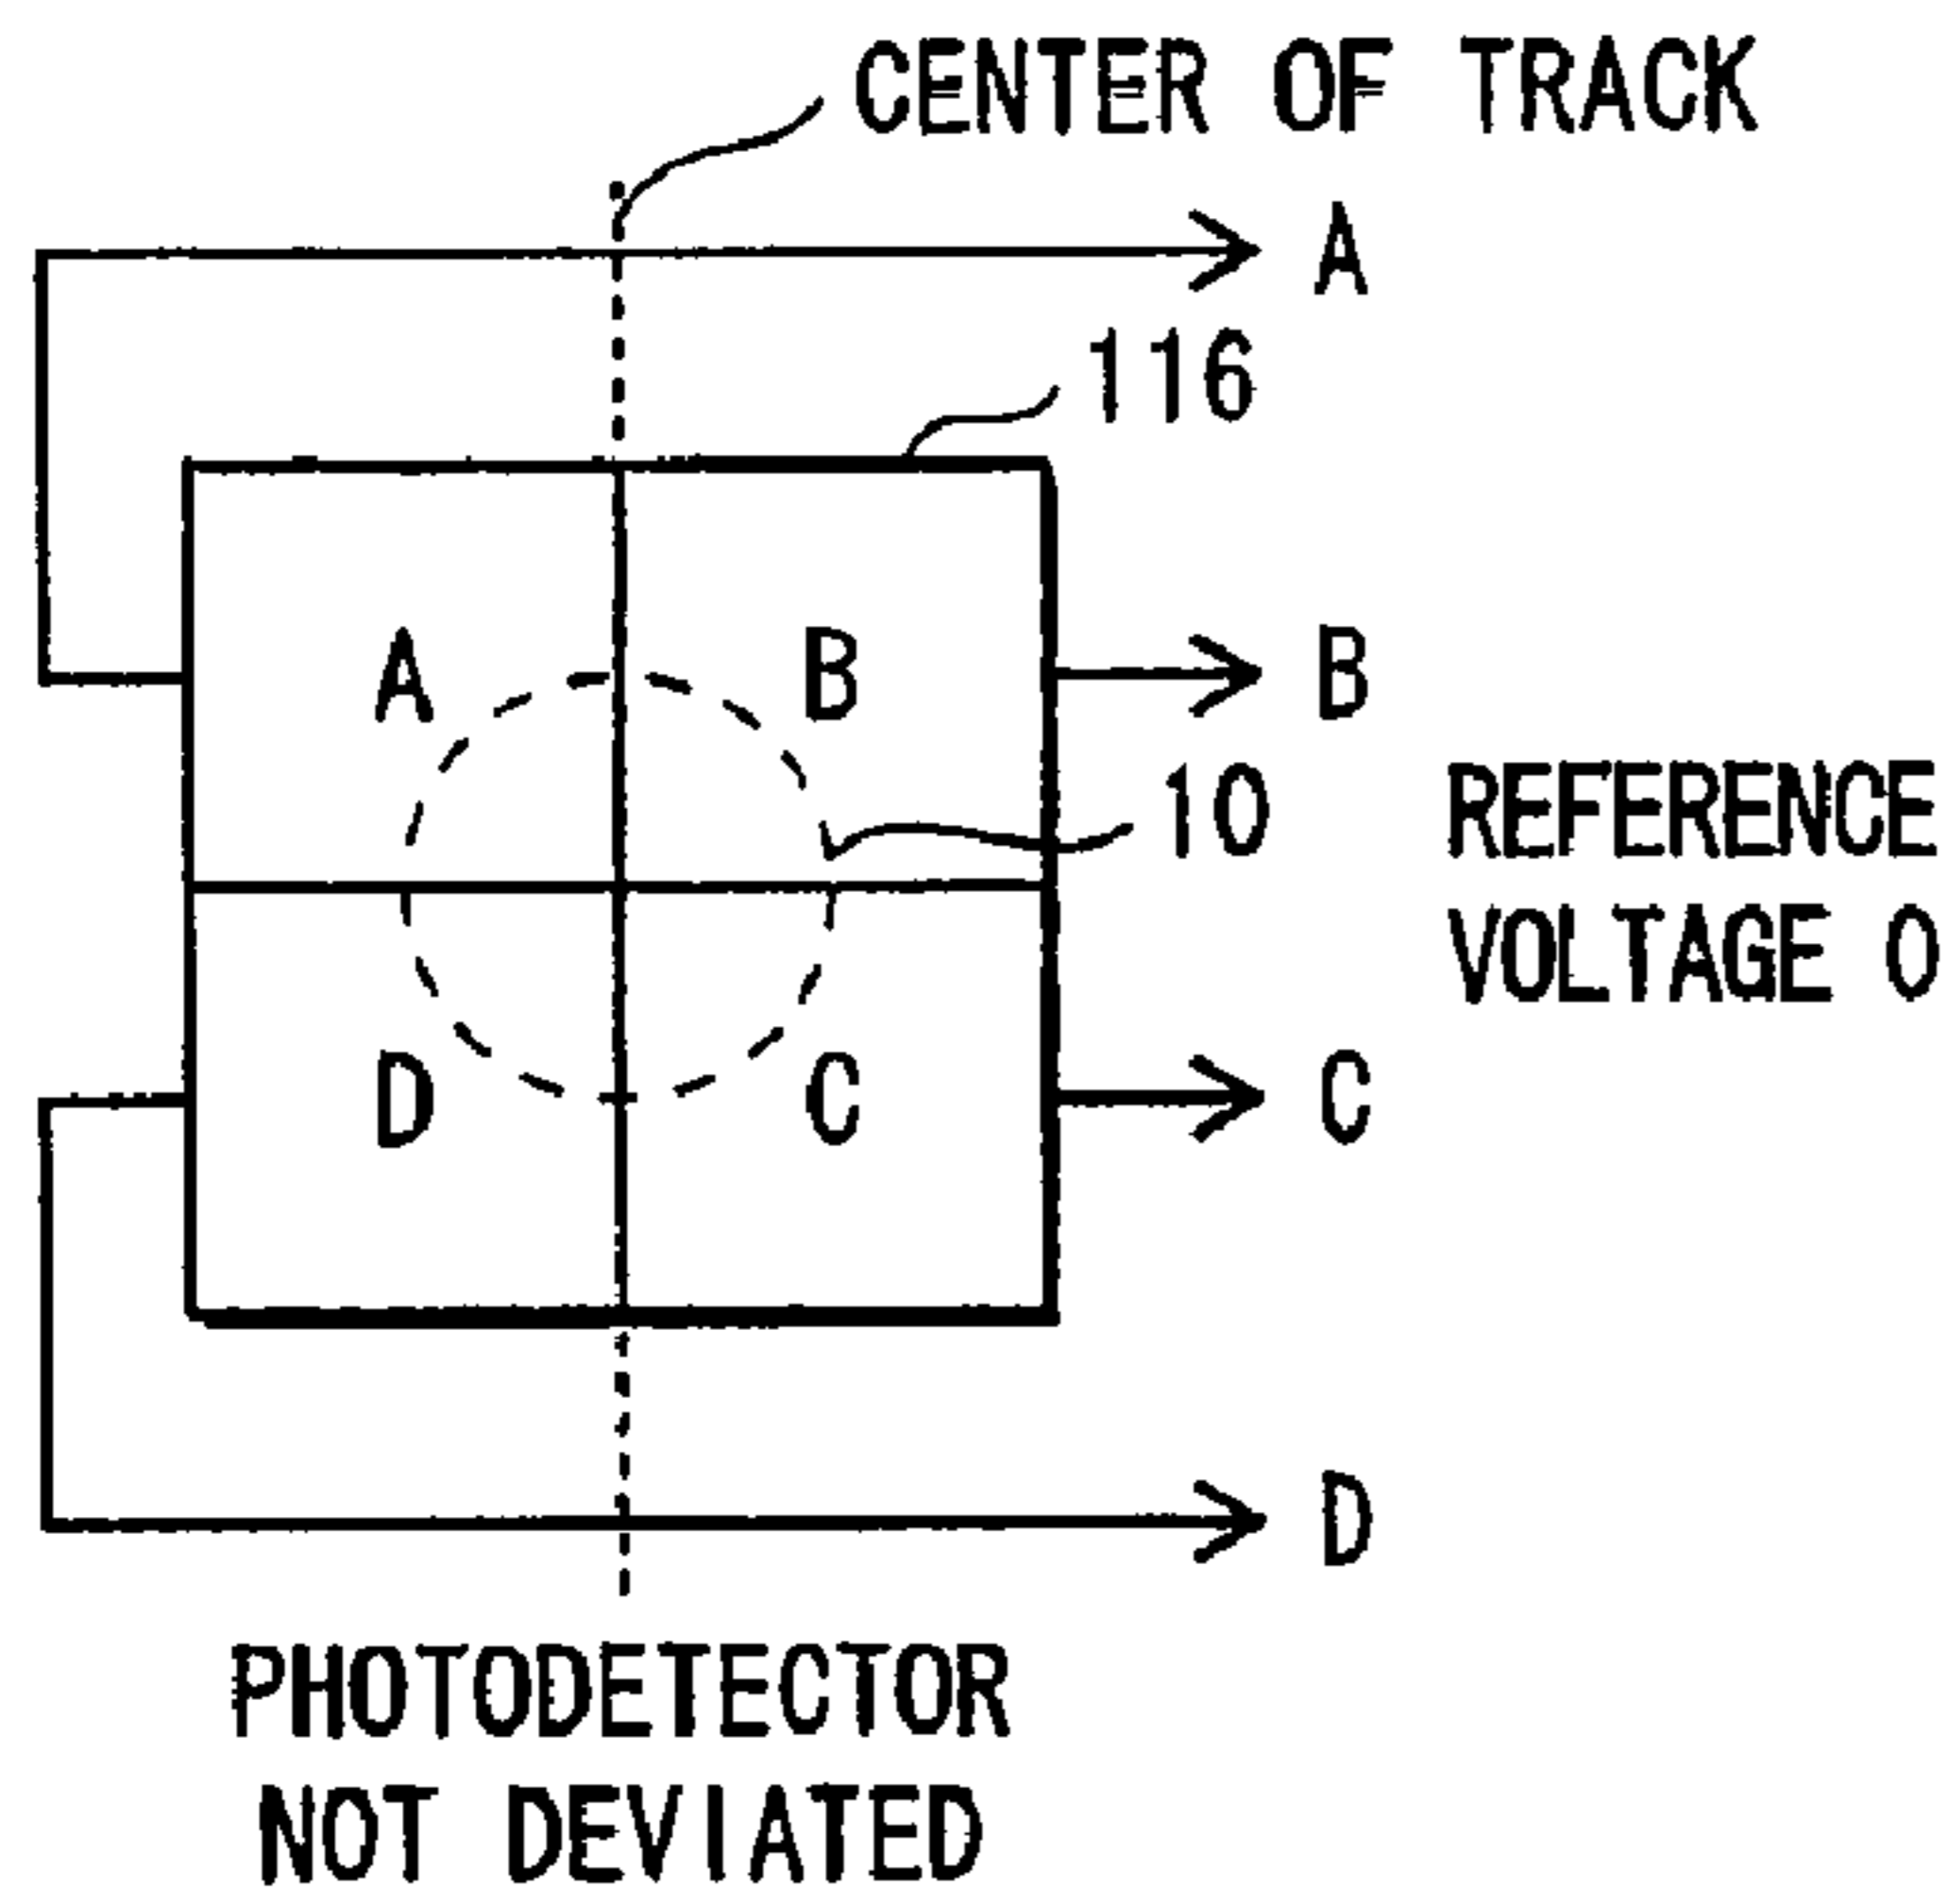 CENTER OF TRACK
A
116
A B B
10 REFERENCE
VOLTAGE 0
D C C
D
PHOTODETECTOR
NOT DEVIATED